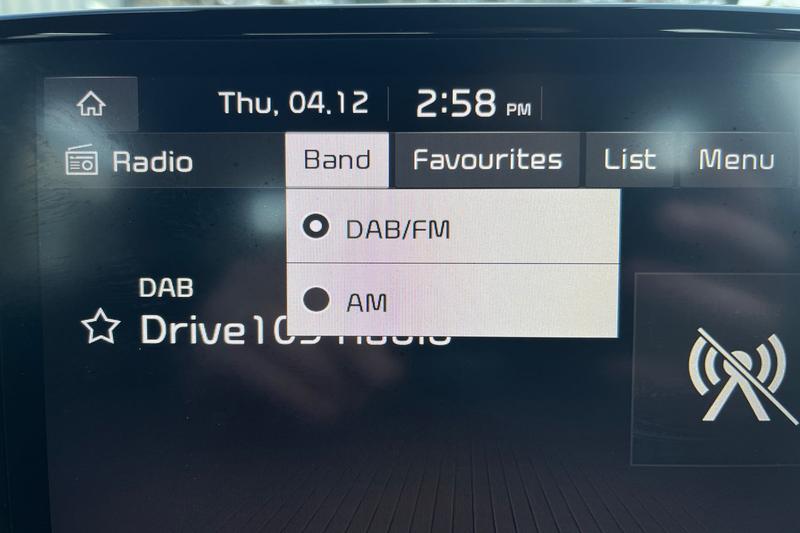 Thu, 04.12 2:58 PM
Radio Band Favourites List Menu
DAB/FM
AM
DAB